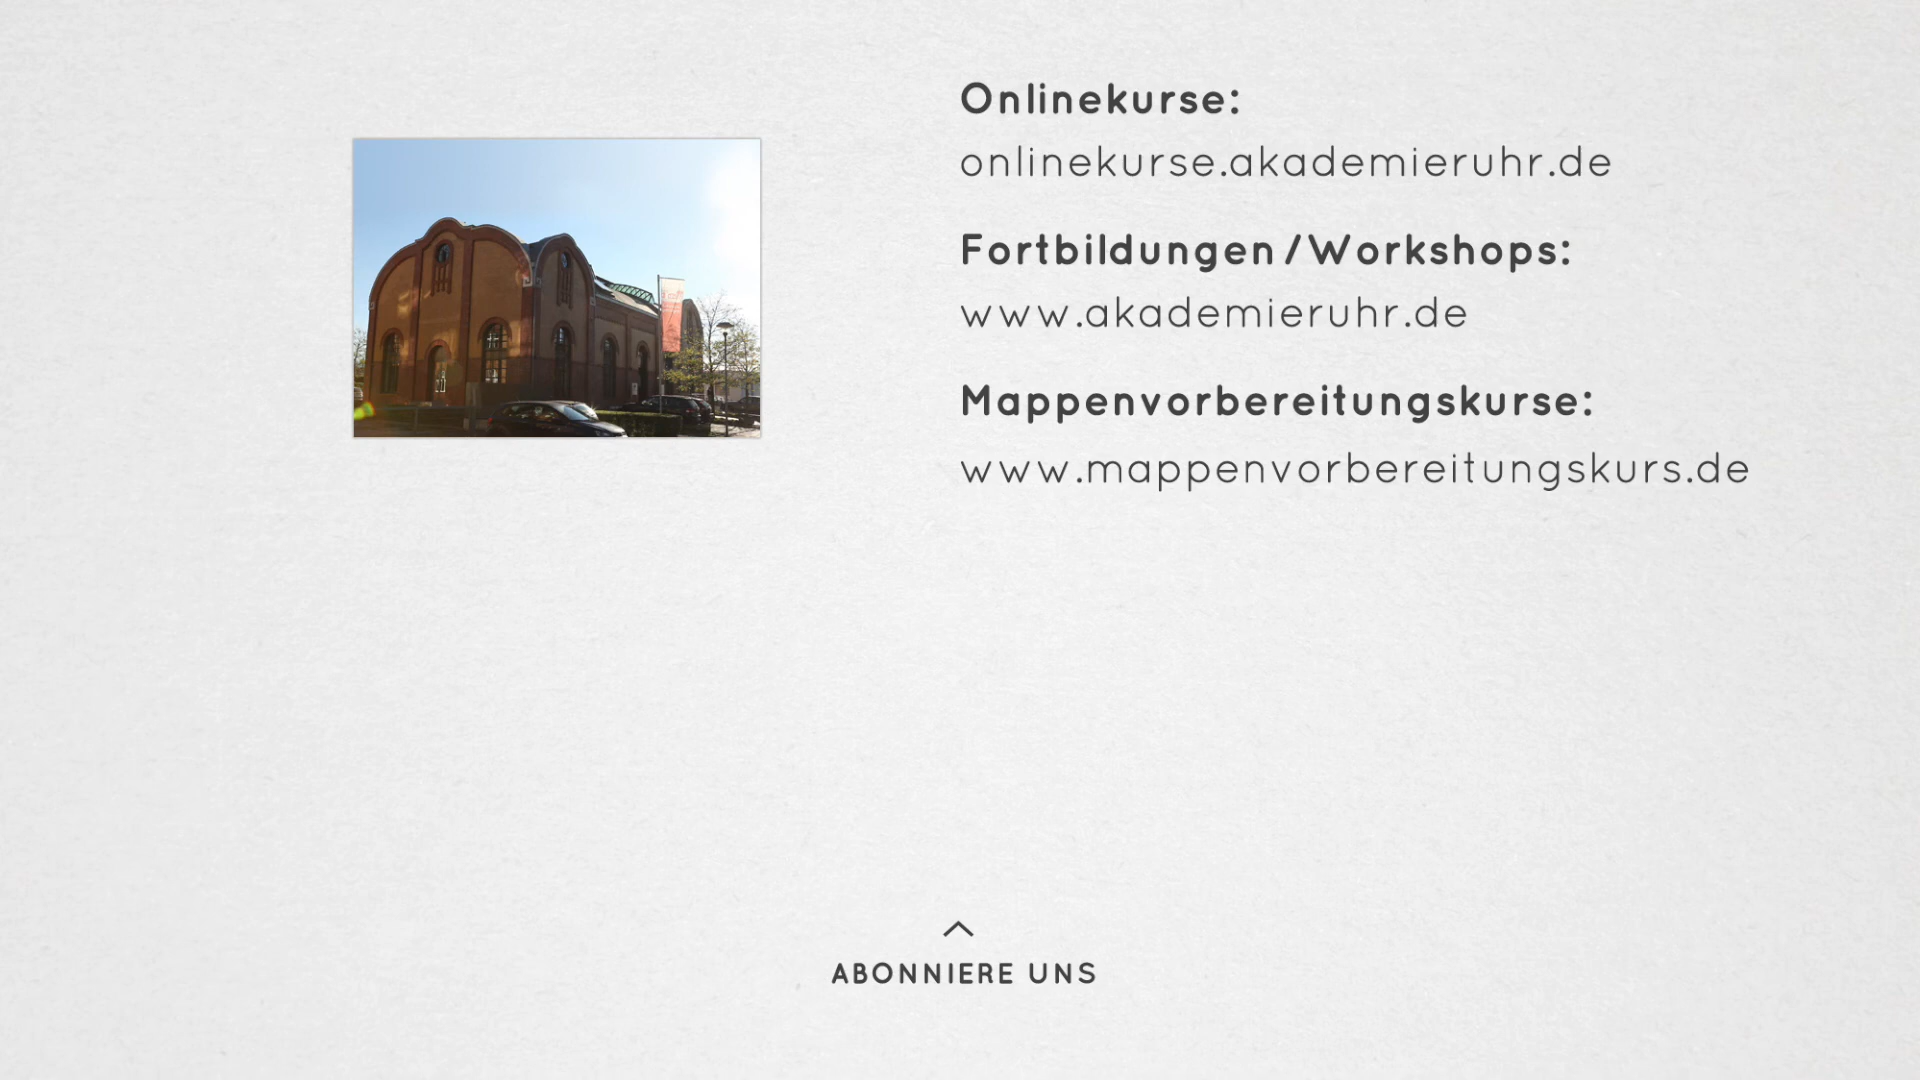 Onlinekurse:
onlinekurse.akademieruhr.de
Fortbildungen/Workshops:
www.akademieruhr.de
Mappenvorbereitungskurse:
www.mappenvorbereitungskurs.de
ABONNIERE UNS